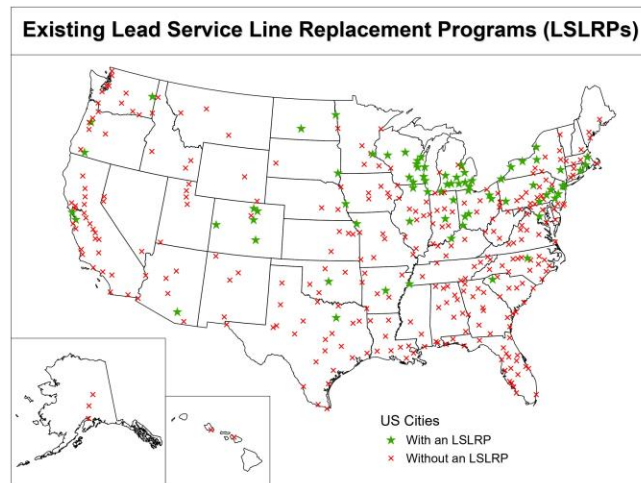 Existing Lead Service Line Replacement Programs (LSLRPs)
US Cities
With an LSLRP
Without an LSLRP